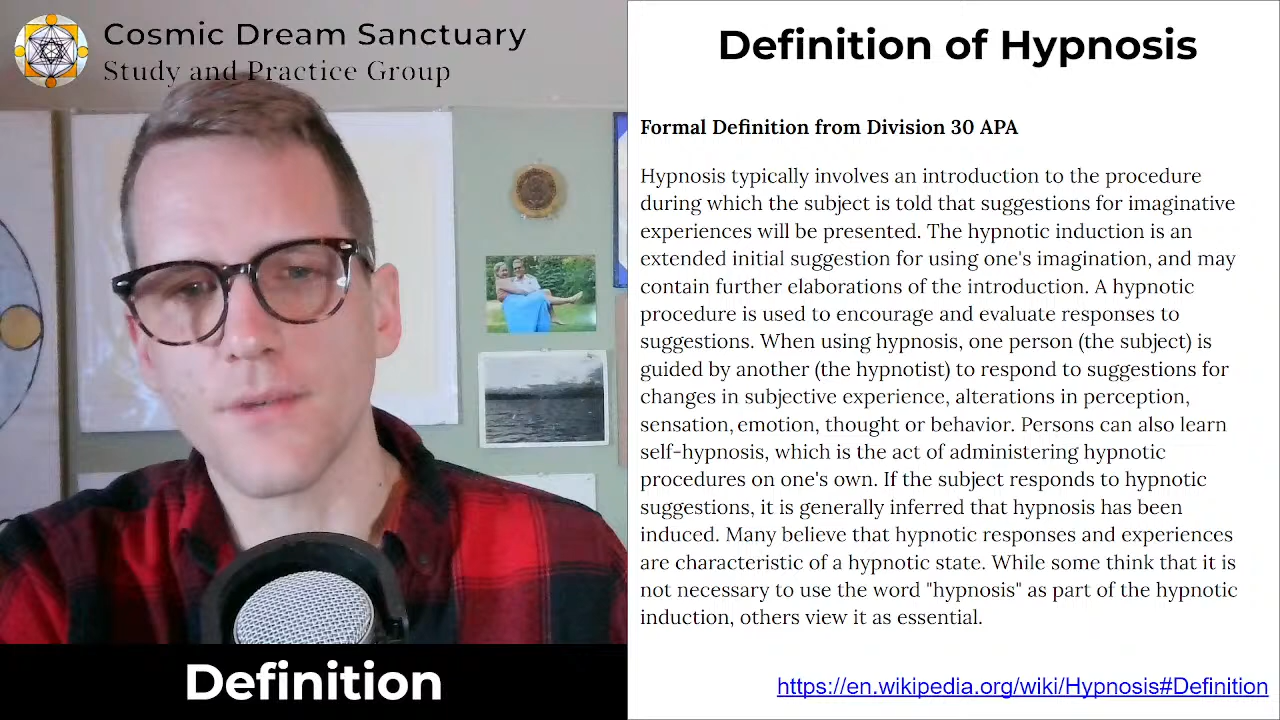 Cosmic Dream Sanctuary
Study and Practice Group
Definition of Hypnosis
Formal Definition from Division 30 APA
Hypnosis typically involves an introduction to the procedure
during which the subject is told that suggestions for imaginative
experiences will be presented. The hypnotic induction is an
extended initial suggestion for using one's imagination, and may
contain further elaborations of the introduction. A hypnotic
procedure is used to encourage and evaluate responses to
suggestions. When using hypnosis, one person (the subject) is
guided by another (the hypnotist) to respond to suggestions for
changes in subjective experience, alterations in perception,
sensation, emotion, thought or behavior. Persons can also learn
self-hypnosis, which is the act of administering hypnotic
procedures on one's own. If the subject responds to hypnotic
suggestions, it is generally inferred that hypnosis has been
induced. Many believe that hypnotic responses and experiences
are characteristic of a hypnotic state. While some think that it is
not necessary to use the word "hypnosis" as part of the hypnotic
induction, others view it as essential.
https://en.wikipedia.org/wiki/Hypnosis#Definition
Definition